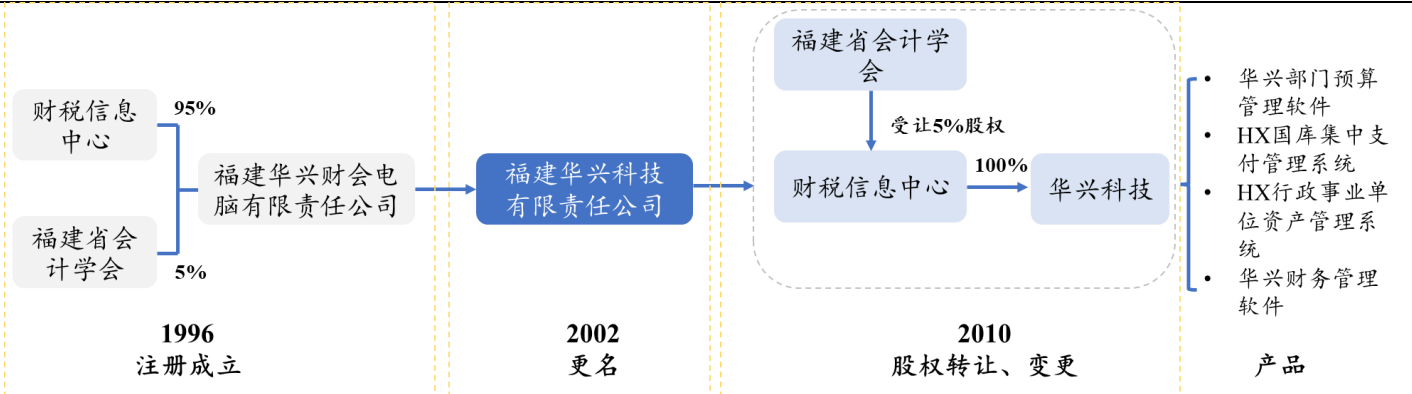 财税信息
中心
95%
福建省会
计学会
5%
福建华兴财会电
脑有限责任公司
1996
注册成立
福建华兴科技
有限责任公司
2002
更名
福建省会计学
会
受让5%股权
财税信息中心
100%
华兴科技
2010
股权转让、变更
• 华兴部门预算
管理软件
• HX国库集中支
付管理系统
• HX行政事业单
位资产管理系
统
• 华兴财务管理
软件
产品